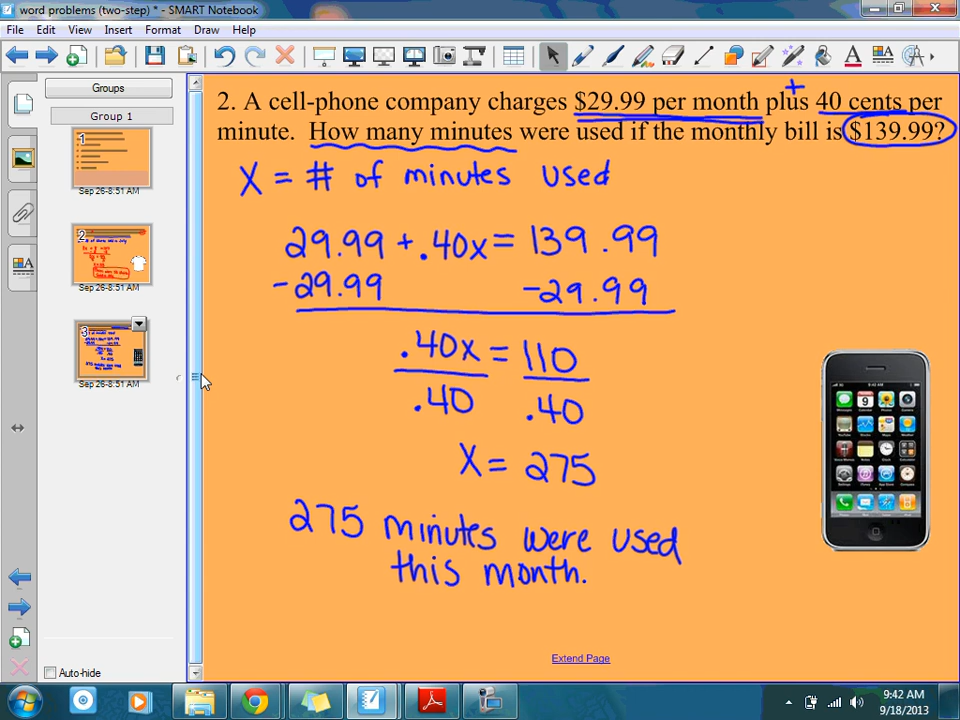 word problems (two-step) * - SMART Notebook
File Edit View Insert Format Draw Help
Groups
Group 1
1
Sep 26-8:51 AM
2
Sep 26-8:51 AM
3
Sep 26-8:51 AM
Auto-hide
+
2. A cell-phone company charges $29.99 per month plus 40 cents per
minute. How many minutes were used if the monthly bill is $139.99?
X = # of minutes used
29.99 + .40x = 139.99
-29.99 -29.99
.40x = 110
.40 .40
X = 275
275 minutes were used
this month.
Extend Page
9:42 AM
9/18/2013